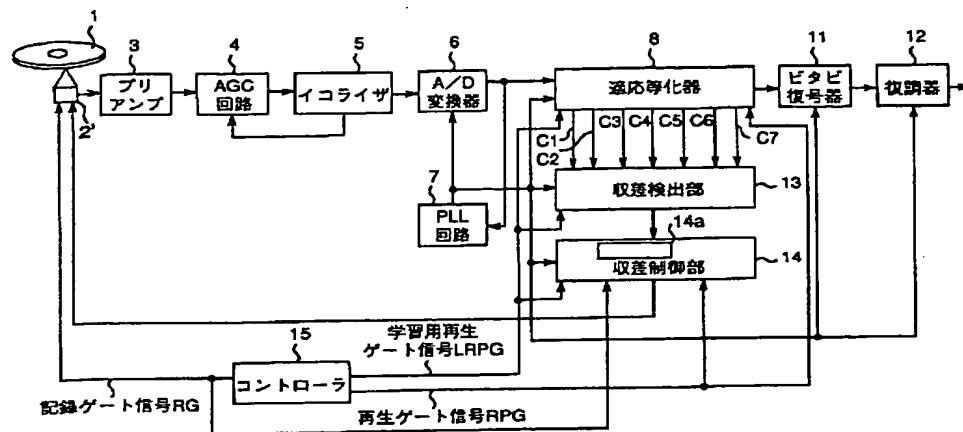 1
2'
3
プリ
アンプ
4
AGC
回路
5
イコライザ
6
A/D
変換器
7
PLL
回路
8
適応等化器
11
ビタビ
復号器
12
復調器
C1
C2
C3
C4
C5
C6
C7
収差検出部
13
14a
収差制御部
14
15
コントローラ
学習用再生
ゲート信号LRPG
記録ゲート信号RG
再生ゲート信号RPG